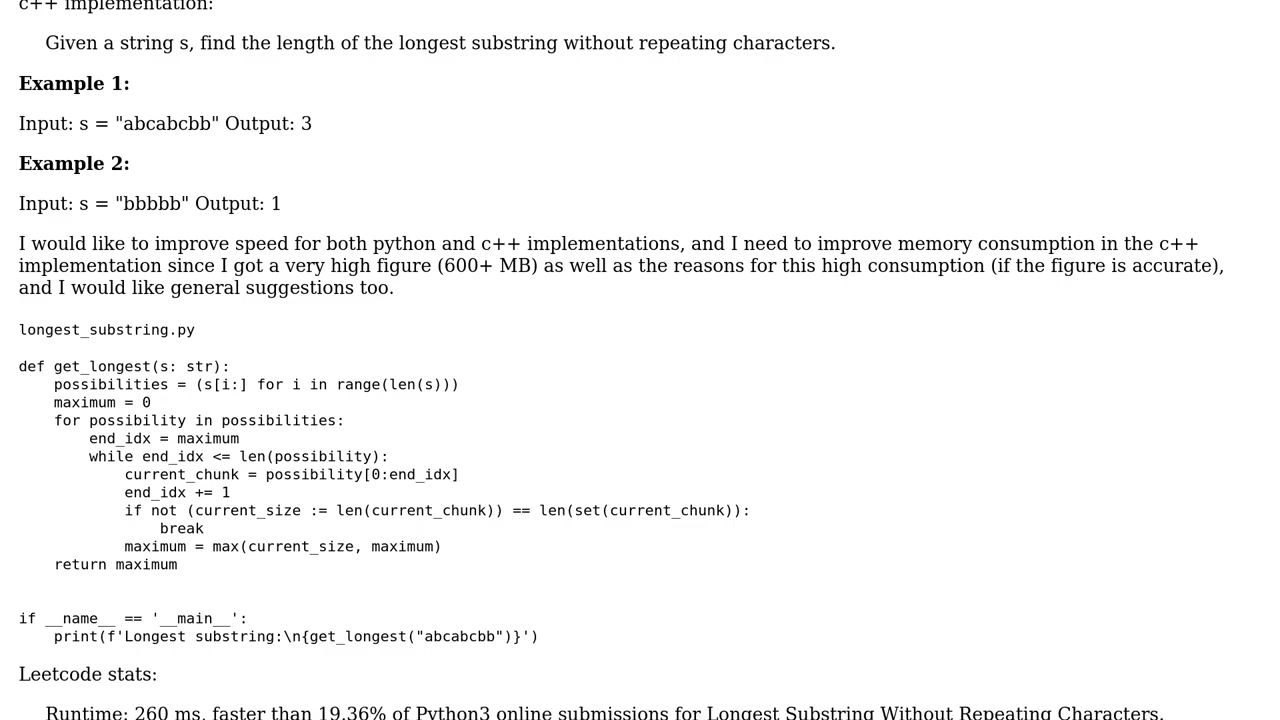 c++ implementation:
Given a string s, find the length of the longest substring without repeating characters.
Example 1:
Input: s = "abcabcbb" Output: 3
Example 2:
Input: s = "bbbbb" Output: 1
I would like to improve speed for both python and c++ implementations, and I need to improve memory consumption in the c++
implementation since I got a very high figure (600+ MB) as well as the reasons for this high consumption (if the figure is accurate),
and I would like general suggestions too.
longest_substring.py
def get_longest(s: str):
    possibilities = (s[i:] for i in range(len(s)))
    maximum = 0
    for possibility in possibilities:
        end_idx = maximum
        while end_idx <= len(possibility):
            current_chunk = possibility[0:end_idx]
            end_idx += 1
            if not (current_size := len(current_chunk)) == len(set(current_chunk)):
                break
            maximum = max(current_size, maximum)
    return maximum
if __name__ == '__main__':
    print(f'Longest substring:\n{get_longest("abcabcbb")}')
Leetcode stats:
Runtime: 260 ms, faster than 19.36% of Python3 online submissions for Longest Substring Without Repeating Characters.